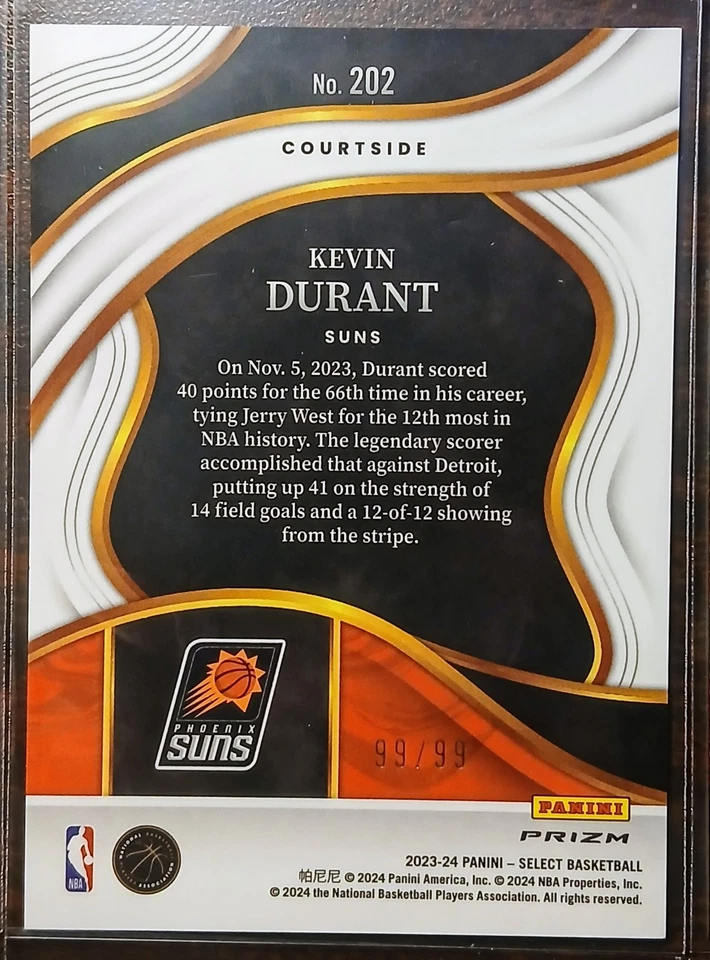 No. 202
COURTSIDE
KEVIN
DURANT
SUNS
On Nov. 5, 2023, Durant scored
40 points for the 66th time in his career,
tying Jerry West for the 12th most in
NBA history. The legendary scorer
accomplished that against Detroit,
putting up 41 on the strength of
14 field goals and a 12-of-12 showing
from the stripe.
PHOENIX
SUNS
99/99
PANINI
PRIZM
NBA
NATIONAL BASKETBALL
ASSOCIATION
2023-24 PANINI – SELECT BASKETBALL
帕尼尼 © 2024 Panini America, Inc. © 2024 NBA Properties, Inc.
© 2024 the National Basketball Players Association. All rights reserved.